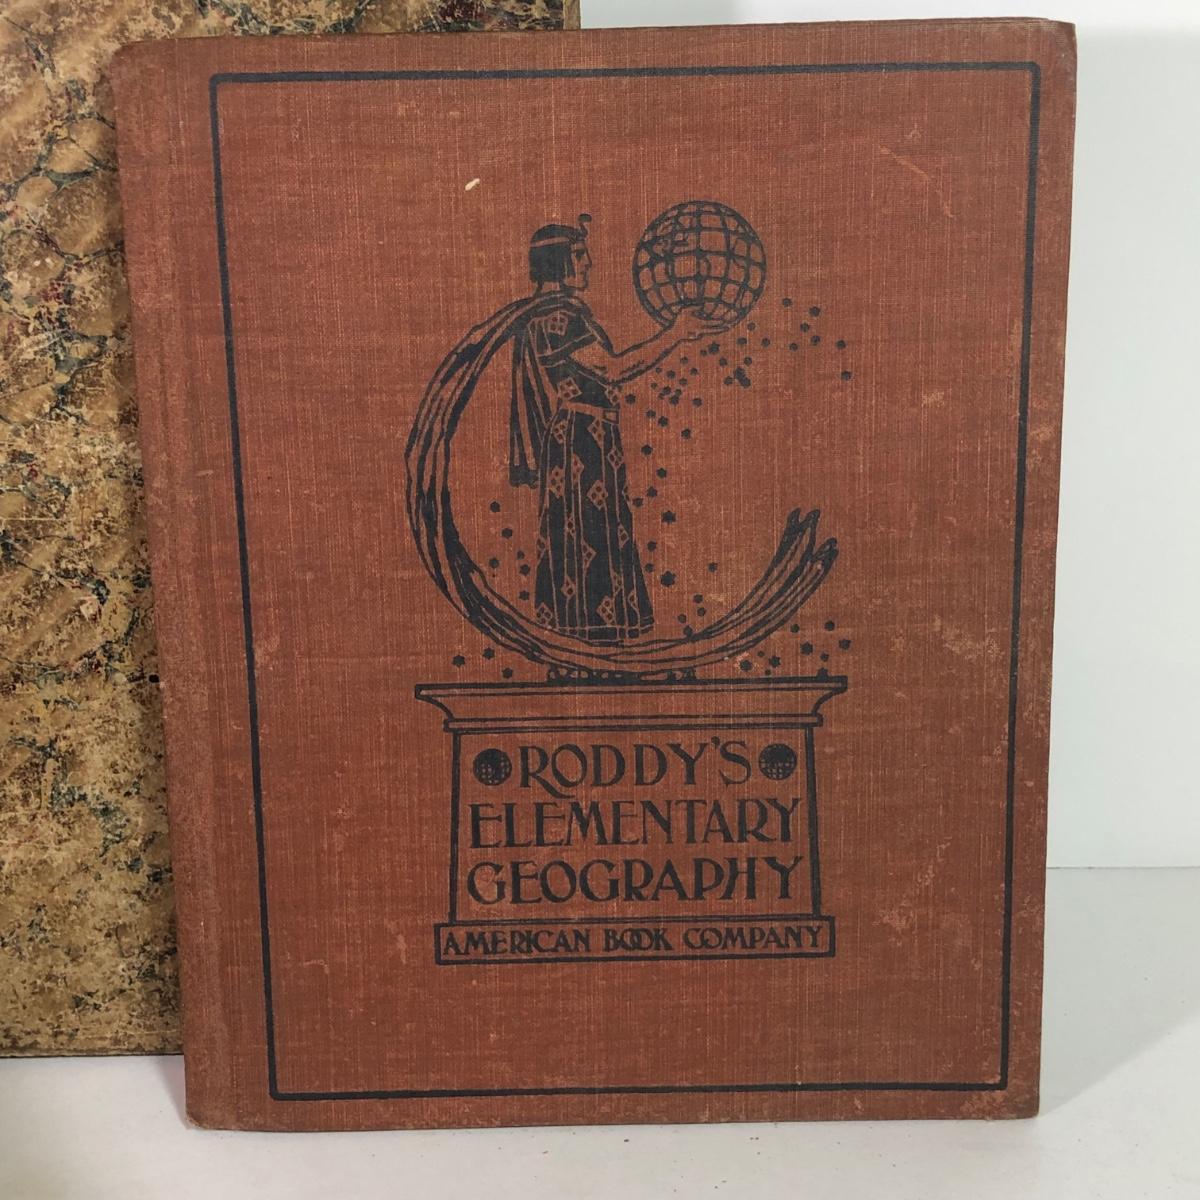 RODDY'S
ELEMENTARY
GEOGRAPHY
AMERICAN BOOK COMPANY